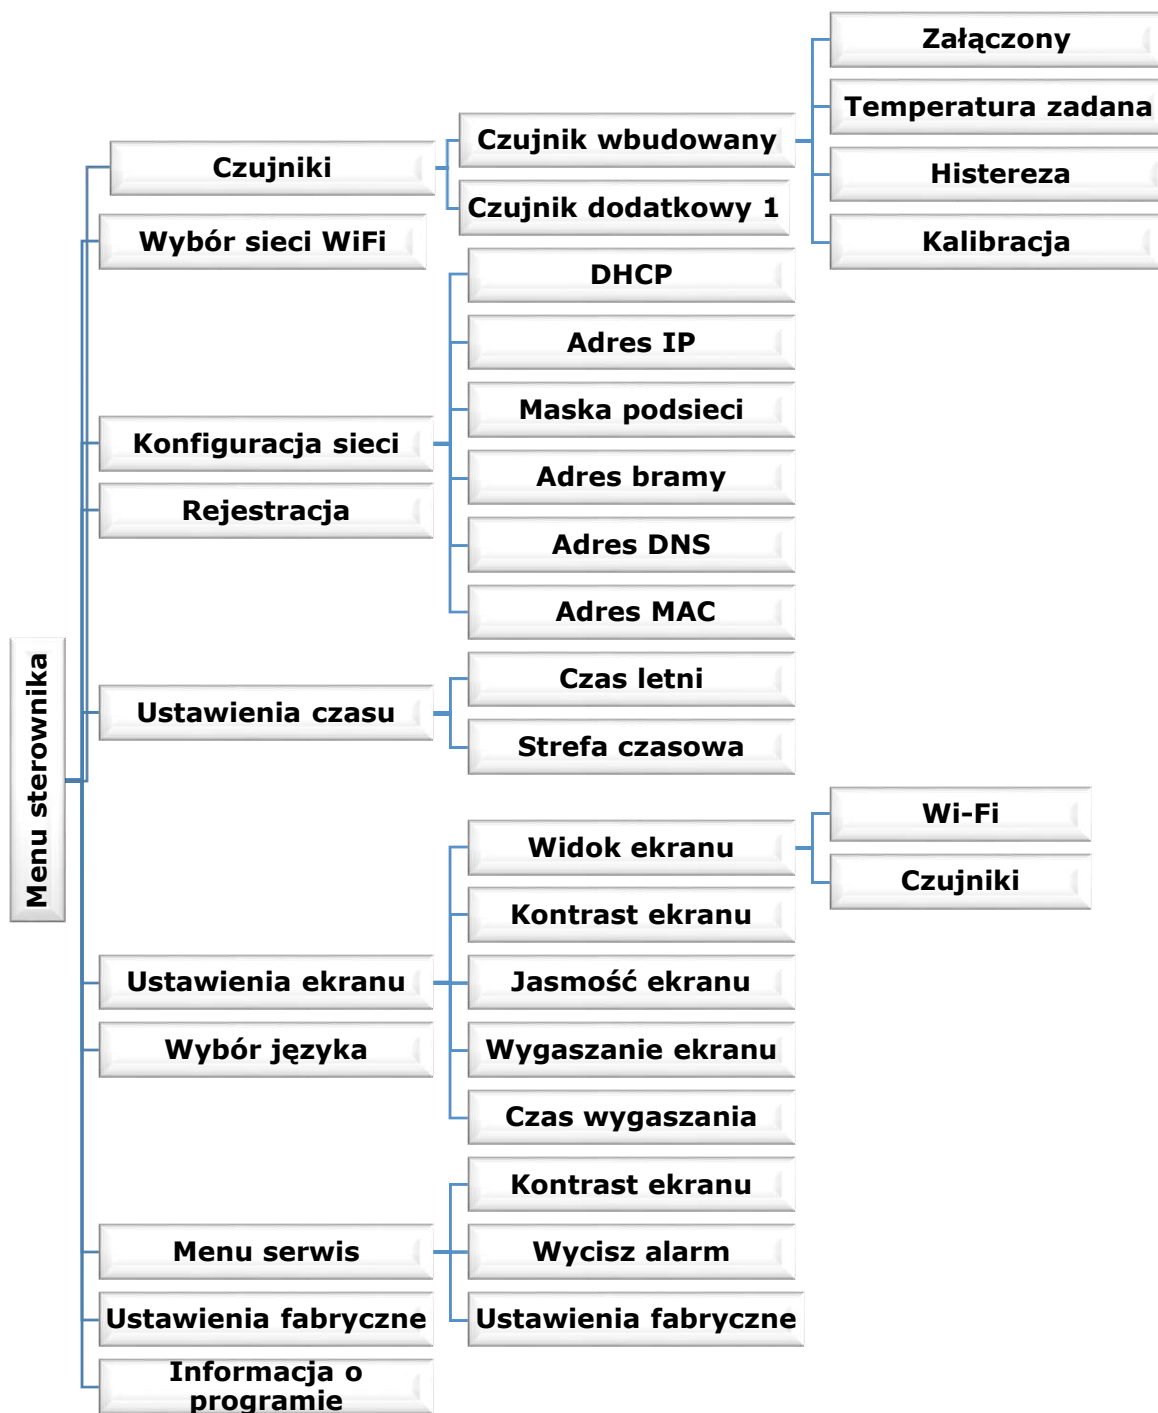 Menu sterownika
Czujniki
Czujnik wbudowany
Załączony
Temperatura zadana
Histereza
Kalibracja
Czujnik dodatkowy 1
Wybór sieci WiFi
Konfiguracja sieci
DHCP
Adres IP
Maska podsieci
Adres bramy
Adres DNS
Adres MAC
Rejestracja
Ustawienia czasu
Czas letni
Strefa czasowa
Ustawienia ekranu
Widok ekranu
Wi-Fi
Czujniki
Kontrast ekranu
Jasmość ekranu
Wygaszanie ekranu
Czas wygaszania
Wybór języka
Menu serwis
Kontrast ekranu
Wycisz alarm
Ustawienia fabryczne
Ustawienia fabryczne
Informacja o
programie